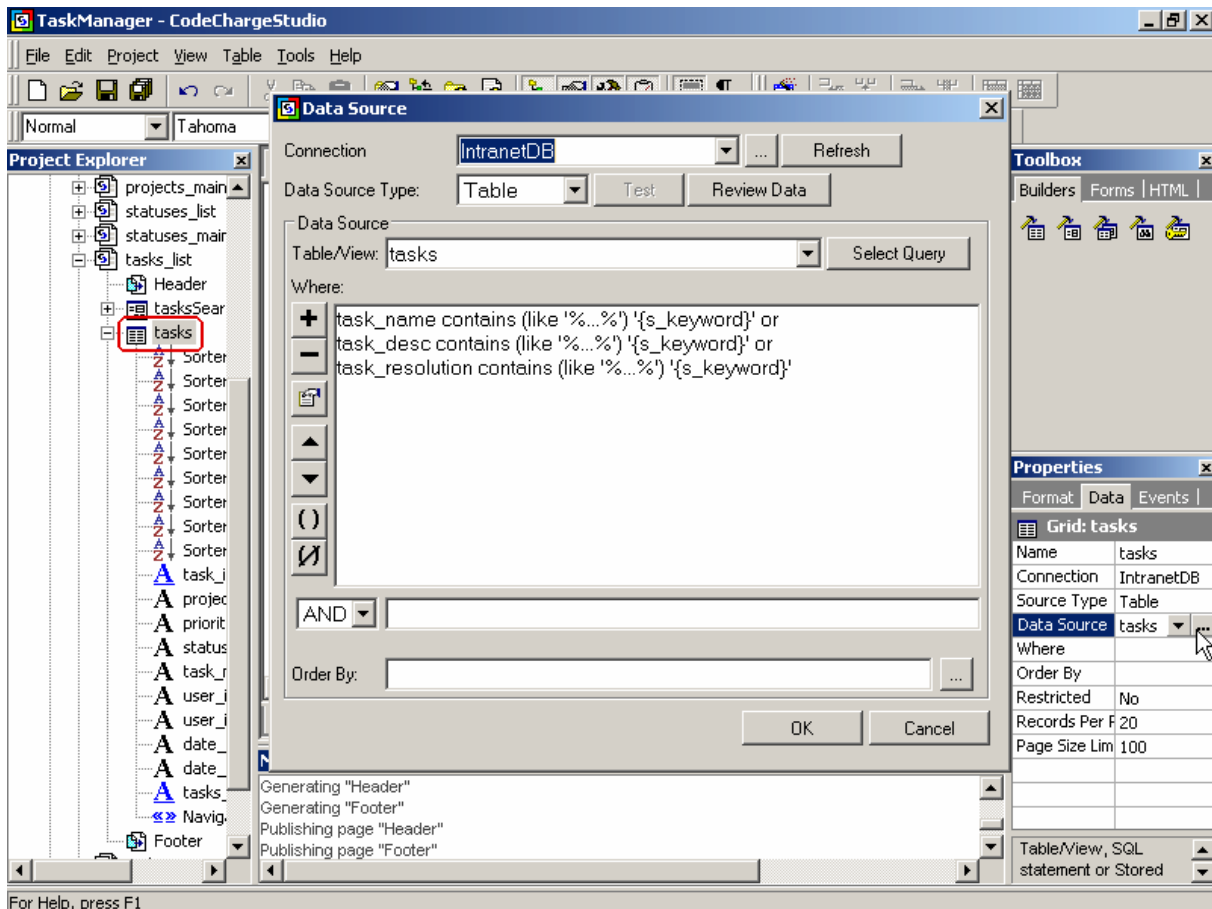 TaskManager - CodeChargeStudio
File Edit Project View Table Tools Help
Normal Tahoma
Data Source
Connection IntranetDB ... Refresh
Data Source Type: Table Test Review Data
Data Source
Table/View: tasks Select Query
Where:
task_name contains (like '%...%') '{s_keyword}' or
task_desc contains (like '%...%') '{s_keyword}' or
task_resolution contains (like '%...%') '{s_keyword}'
AND
Order By: ...
OK Cancel
Project Explorer
projects_main
statuses_list
statuses_mair
tasks_list
Header
tasksSear
tasks
Sorter
Sorter
Sorter
Sorter
Sorter
Sorter
Sorter
Sorter
Sorter
A task_i
A projec
A priorit
A status
A task_r
A user_i
A user_i
A date_
A date_
A tasks_
Navig
Footer
Generating "Header"
Generating "Footer"
Publishing page "Header"
Publishing page "Footer"
Toolbox
Builders Forms HTML
Properties
Format Data Events
Grid: tasks
Name tasks
Connection IntranetDB
Source Type Table
Data Source tasks ...
Where
Order By
Restricted No
Records Per F 20
Page Size Lim 100
Table/View, SQL
statement or Stored
For Help, press F1